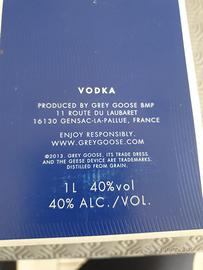 VODKA
PRODUCED BY GREY GOOSE BMP
11 ROUTE DU LAUBARET
16130 GENSAC-LA-PALLUE, FRANCE
ENJOY RESPONSIBLY.
WWW.GREYGOOSE.COM
©2013. GREY GOOSE, ITS TRADE DRESS
AND THE GEESE DEVICE ARE TRADEMARKS.
DISTILLED FROM GRAIN.
1L 40%vol
40% ALC./VOL.